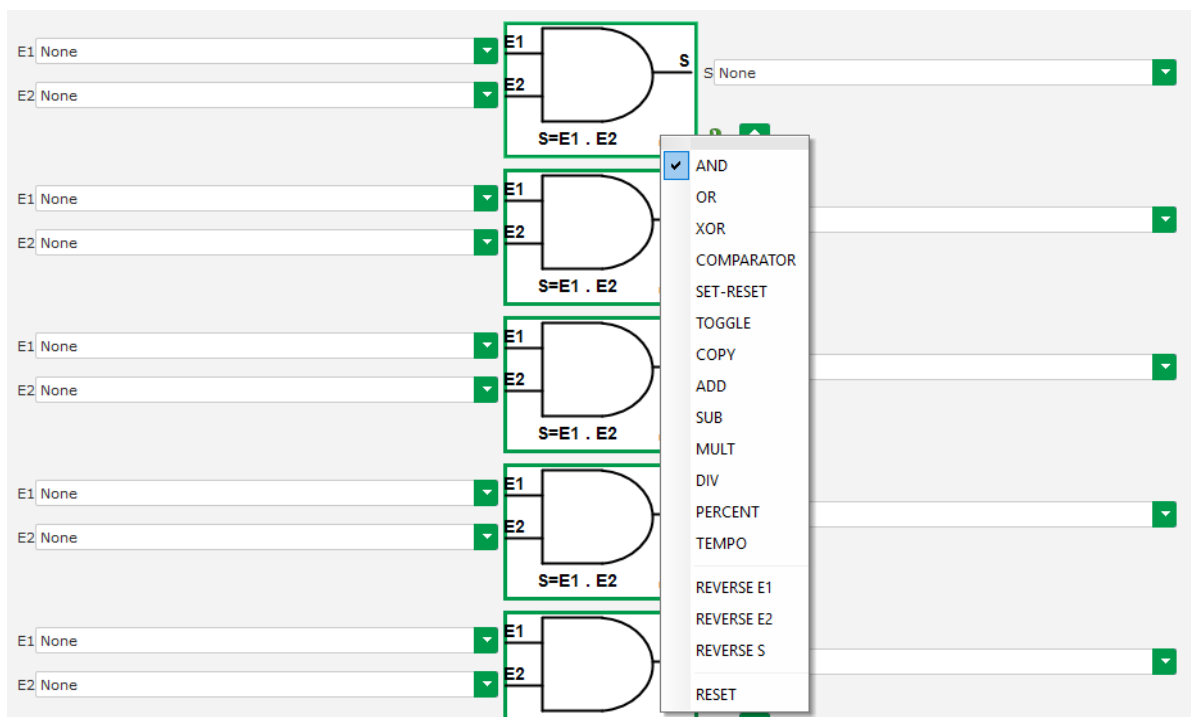 E1 None
E1
E2 None
E2
S
S None
S=E1 . E2
AND
OR
XOR
COMPARATOR
SET-RESET
TOGGLE
COPY
ADD
SUB
MULT
DIV
PERCENT
TEMPO
REVERSE E1
REVERSE E2
REVERSE S
RESET
E1 None
E1
E2 None
E2
S=E1 . E2
E1 None
E1
E2 None
E2
S=E1 . E2
E1 None
E1
E2 None
E2
S=E1 . E2
E1 None
E1
E2 None
E2